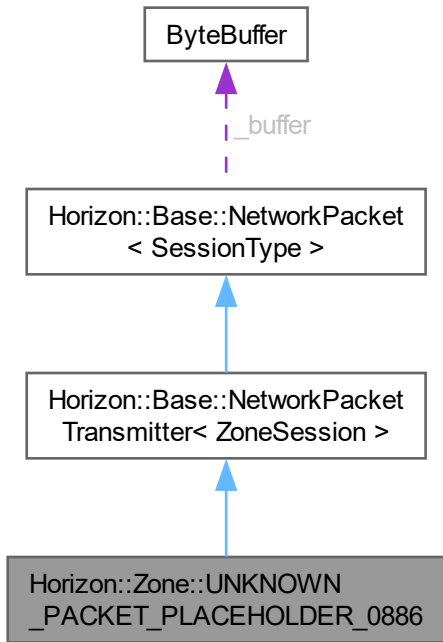 ByteBuffer
_buffer
Horizon::Base::NetworkPacket
< SessionType >
Horizon::Base::NetworkPacket
Transmitter< ZoneSession >
Horizon::Zone::UNKNOWN
_PACKET_PLACEHOLDER_0886